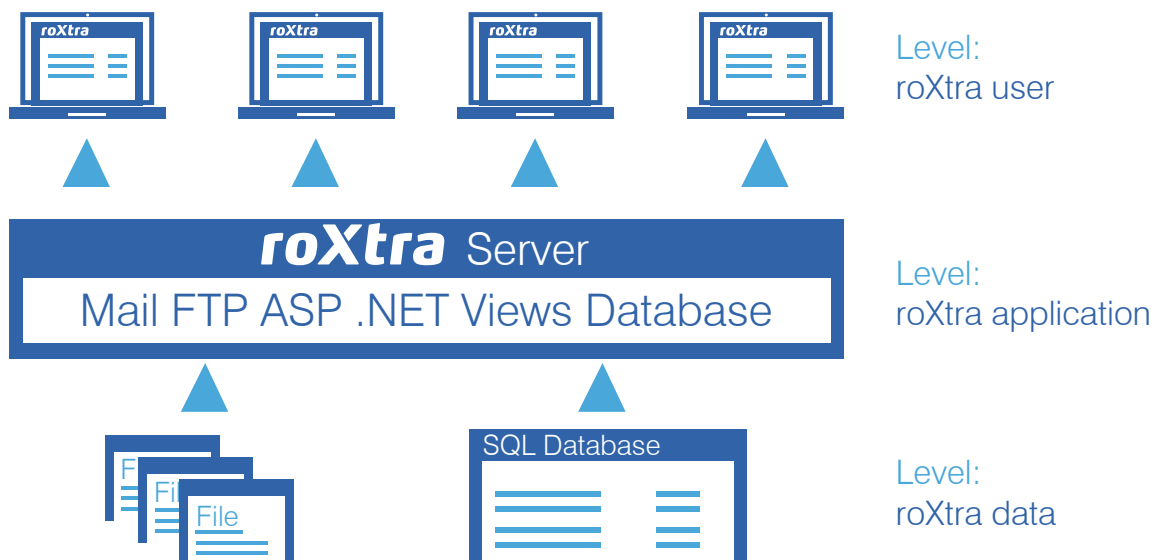 roXtra
roXtra
roXtra
roXtra
Level:
roXtra user
roXtra Server
Mail FTP ASP .NET Views Database
Level:
roXtra application
F
Fil
File
SQL Database
Level:
roXtra data